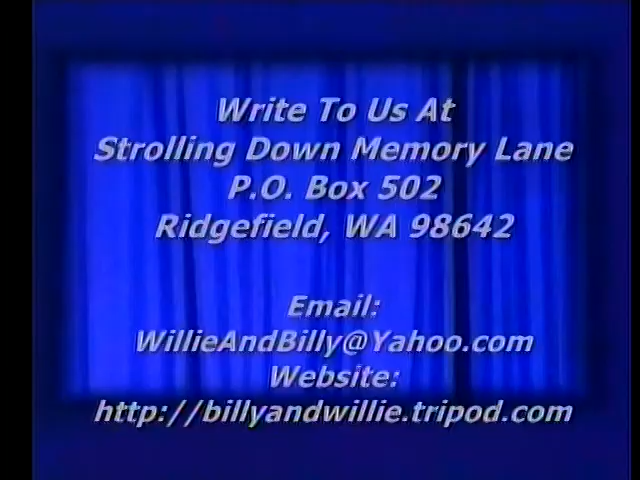 Write To Us At
Strolling Down Memory Lane
P.O. Box 502
Ridgefield, WA 98642
Email:
WillieAndBilly@Yahoo.com
Website:
http://billyandwillie.tripod.com